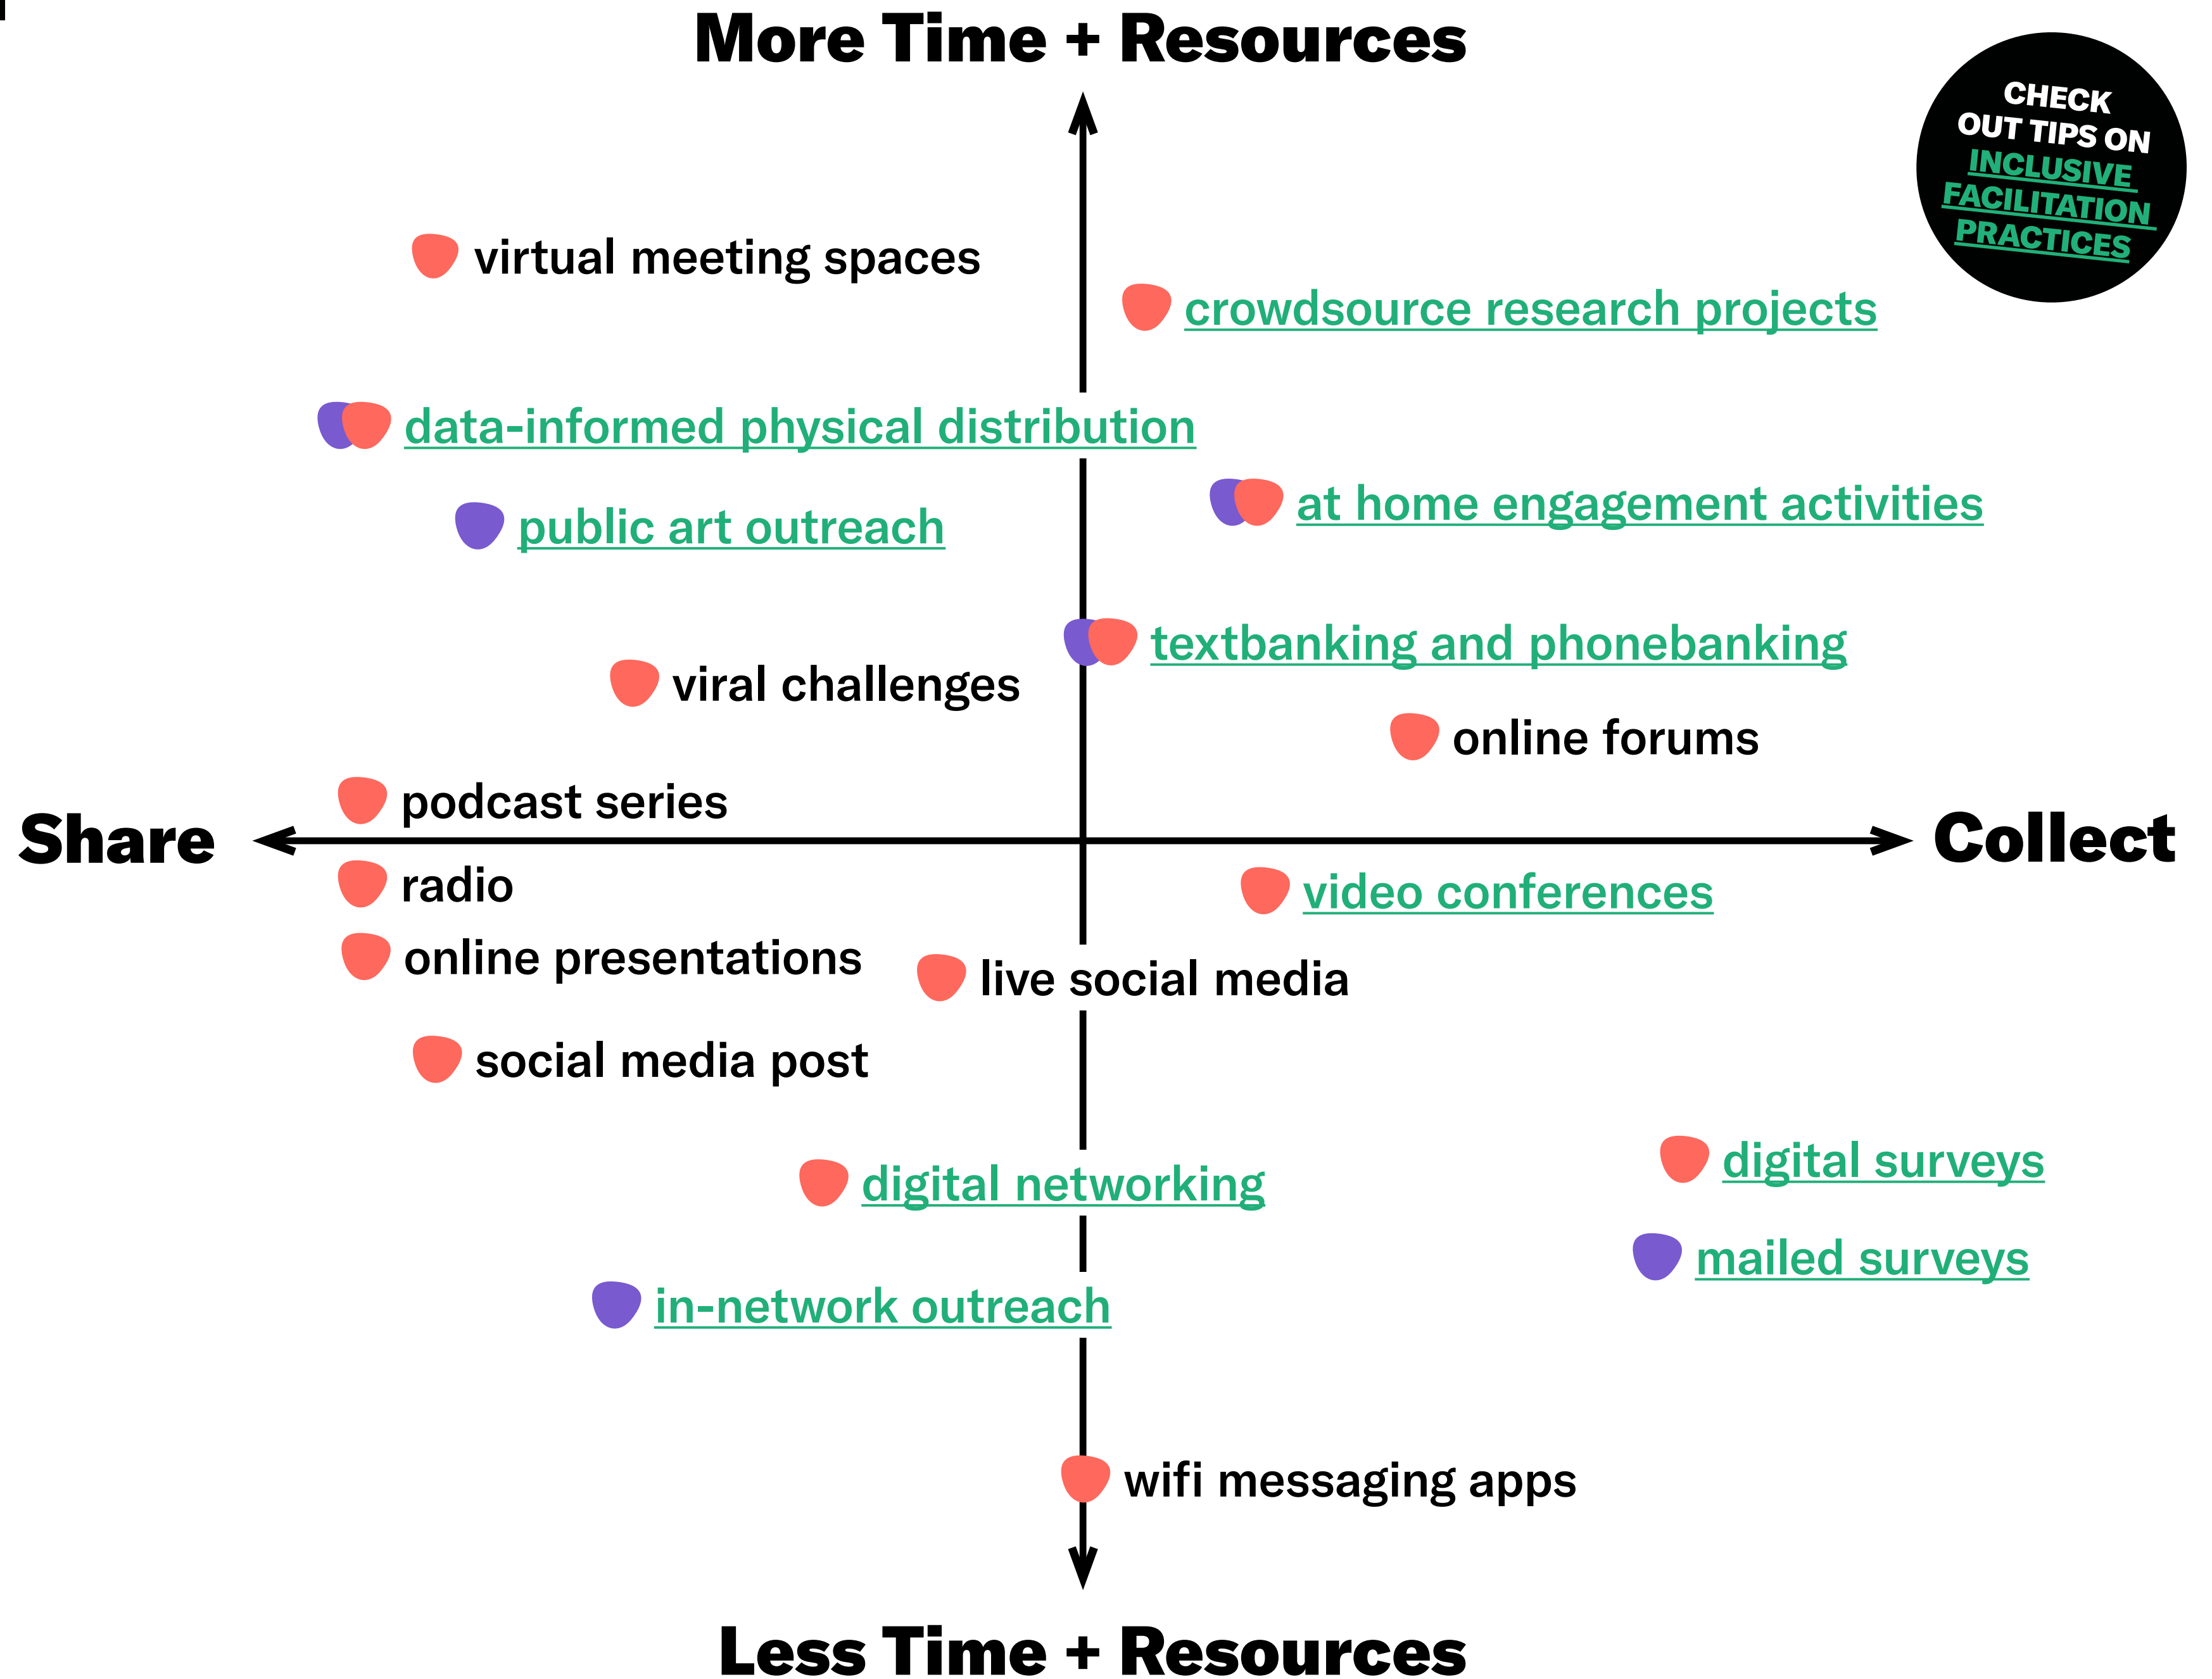 More Time + Resources
CHECK
OUT TIPS ON
INCLUSIVE
FACILITATION
PRACTICES
virtual meeting spaces
crowdsource research projects
data-informed physical distribution
at home engagement activities
public art outreach
textbanking and phonebanking
viral challenges
online forums
podcast series
Share
Collect
radio
video conferences
online presentations
live social media
social media post
digital surveys
digital networking
mailed surveys
in-network outreach
wifi messaging apps
Less Time + Resources